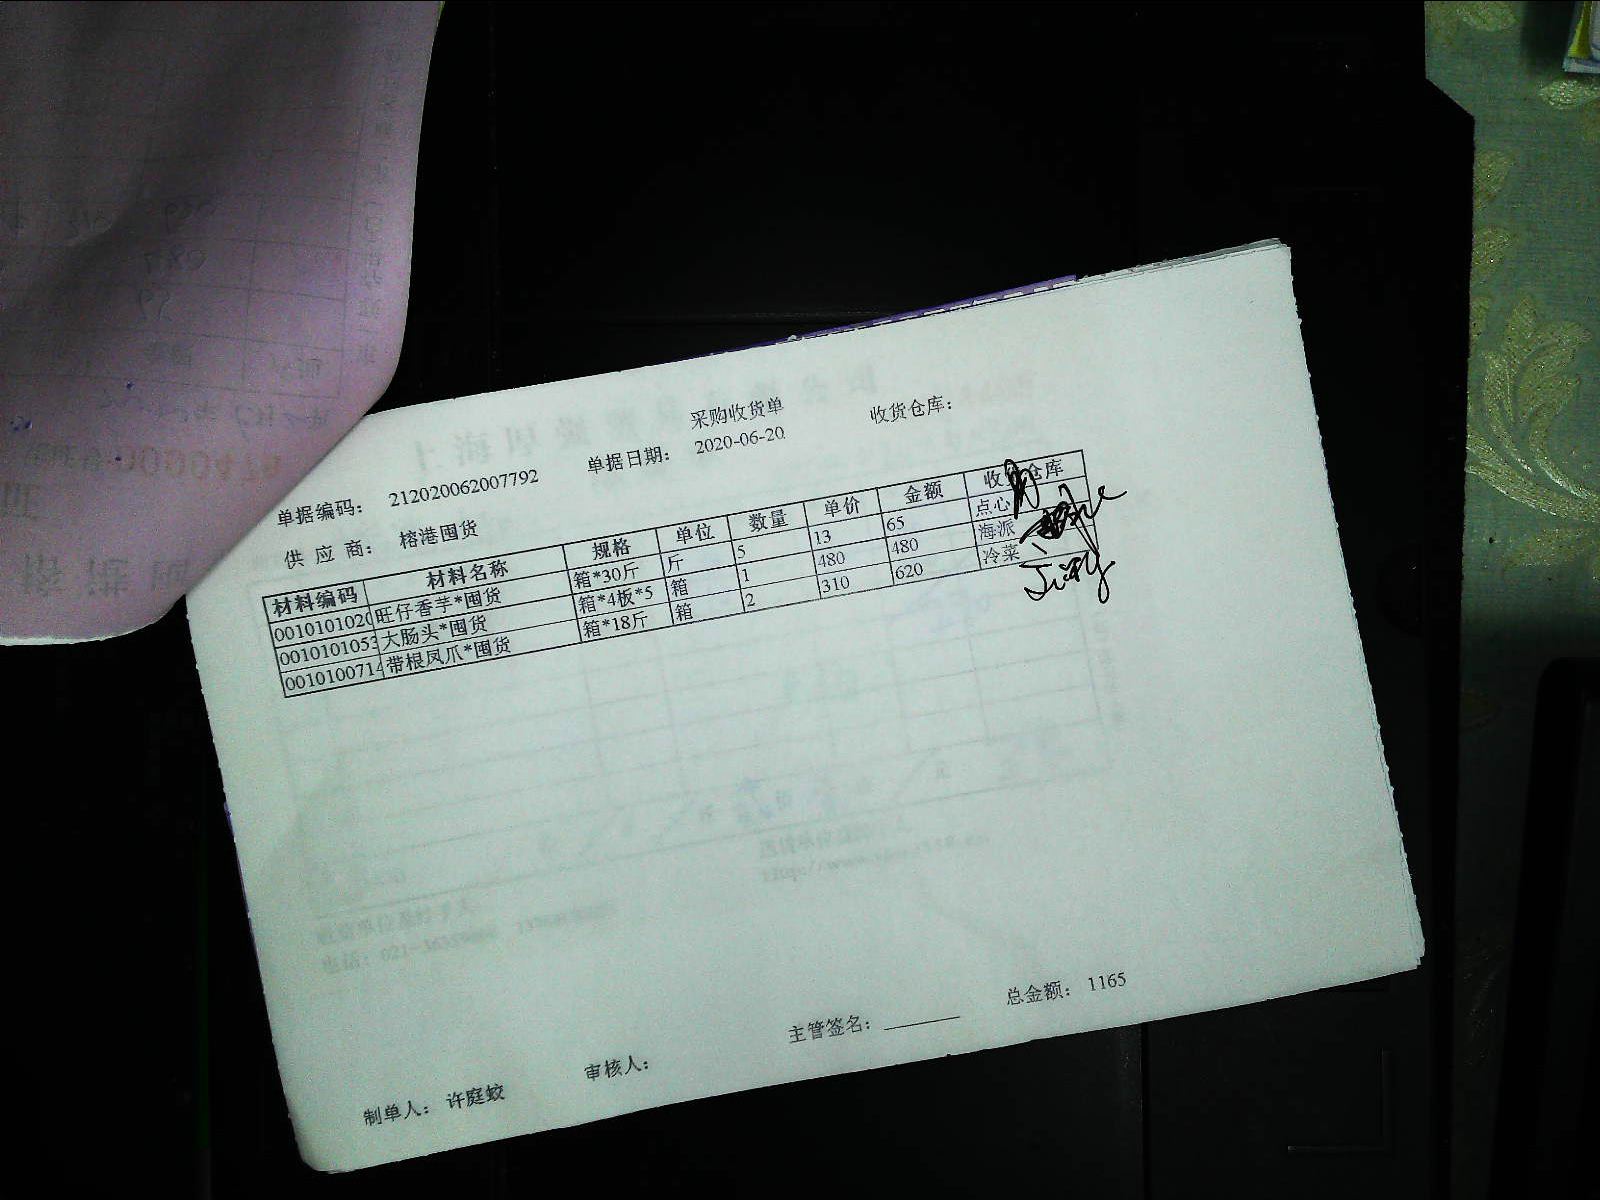 采购收货单
单据编码： 212020062007792 单据日期： 2020-06-20 收货仓库：
供 应 商： 榕港囤货
材料编码 材料名称 规格 单位 数量 单价 金额 收货仓库
0010101020 旺仔香芋*囤货 箱*30斤 斤 5 13 65 点心
0010101053 大肠头*囤货 箱*4板*5 箱 1 480 480 海派
0010100714 带根凤爪*囤货 箱*18斤 箱 2 310 620 冷菜
总金额： 1165
制单人： 许庭蛟 审核人： 主管签名：